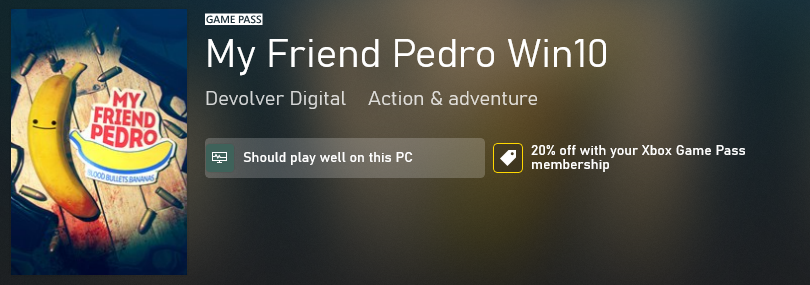 GAME PASS
My Friend Pedro Win10
Devolver Digital Action & adventure
Should play well on this PC
20% off with your Xbox Game Pass
membership
MY
FRIEND
PEDRO
BLOOD BULLETS BANANAS